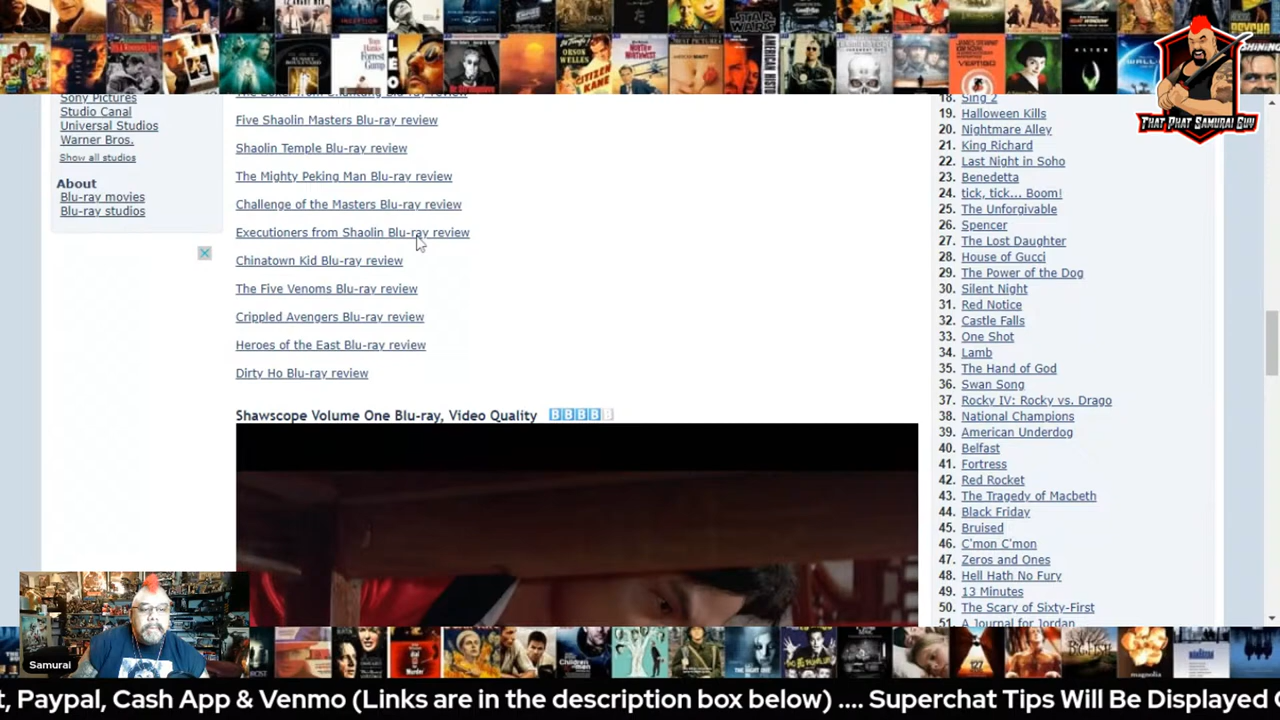 THAT PHAT SAMURAI GUY
Sony Pictures
Studio Canal
Universal Studios
Warner Bros.
Show all studios
About
Blu-ray movies
Blu-ray studios
The Boxer from Shantung Blu-ray review
Five Shaolin Masters Blu-ray review
Shaolin Temple Blu-ray review
The Mighty Peking Man Blu-ray review
Challenge of the Masters Blu-ray review
Executioners from Shaolin Blu-ray review
Chinatown Kid Blu-ray review
The Five Venoms Blu-ray review
Crippled Avengers Blu-ray review
Heroes of the East Blu-ray review
Dirty Ho Blu-ray review
Shawscope Volume One Blu-ray, Video Quality
18. Sing 2
19. Halloween Kills
20. Nightmare Alley
21. King Richard
22. Last Night in Soho
23. Benedetta
24. tick, tick... Boom!
25. The Unforgivable
26. Spencer
27. The Lost Daughter
28. House of Gucci
29. The Power of the Dog
30. Silent Night
31. Red Notice
32. Castle Falls
33. One Shot
34. Lamb
35. The Hand of God
36. Swan Song
37. Rocky IV: Rocky vs. Drago
38. National Champions
39. American Underdog
40. Belfast
41. Fortress
42. Red Rocket
43. The Tragedy of Macbeth
44. Black Friday
45. Bruised
46. C'mon C'mon
47. Zeros and Ones
48. Hell Hath No Fury
49. 13 Minutes
50. The Scary of Sixty-First
51. A Journal for Jordan
Samurai
t, Paypal, Cash App & Venmo (Links are in the description box below) .... Superchat Tips Will Be Displayed